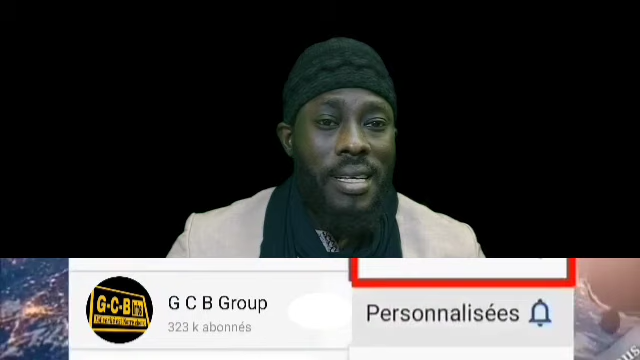 G-C-B
G C B Group
323 k abonnés
Personnalisées